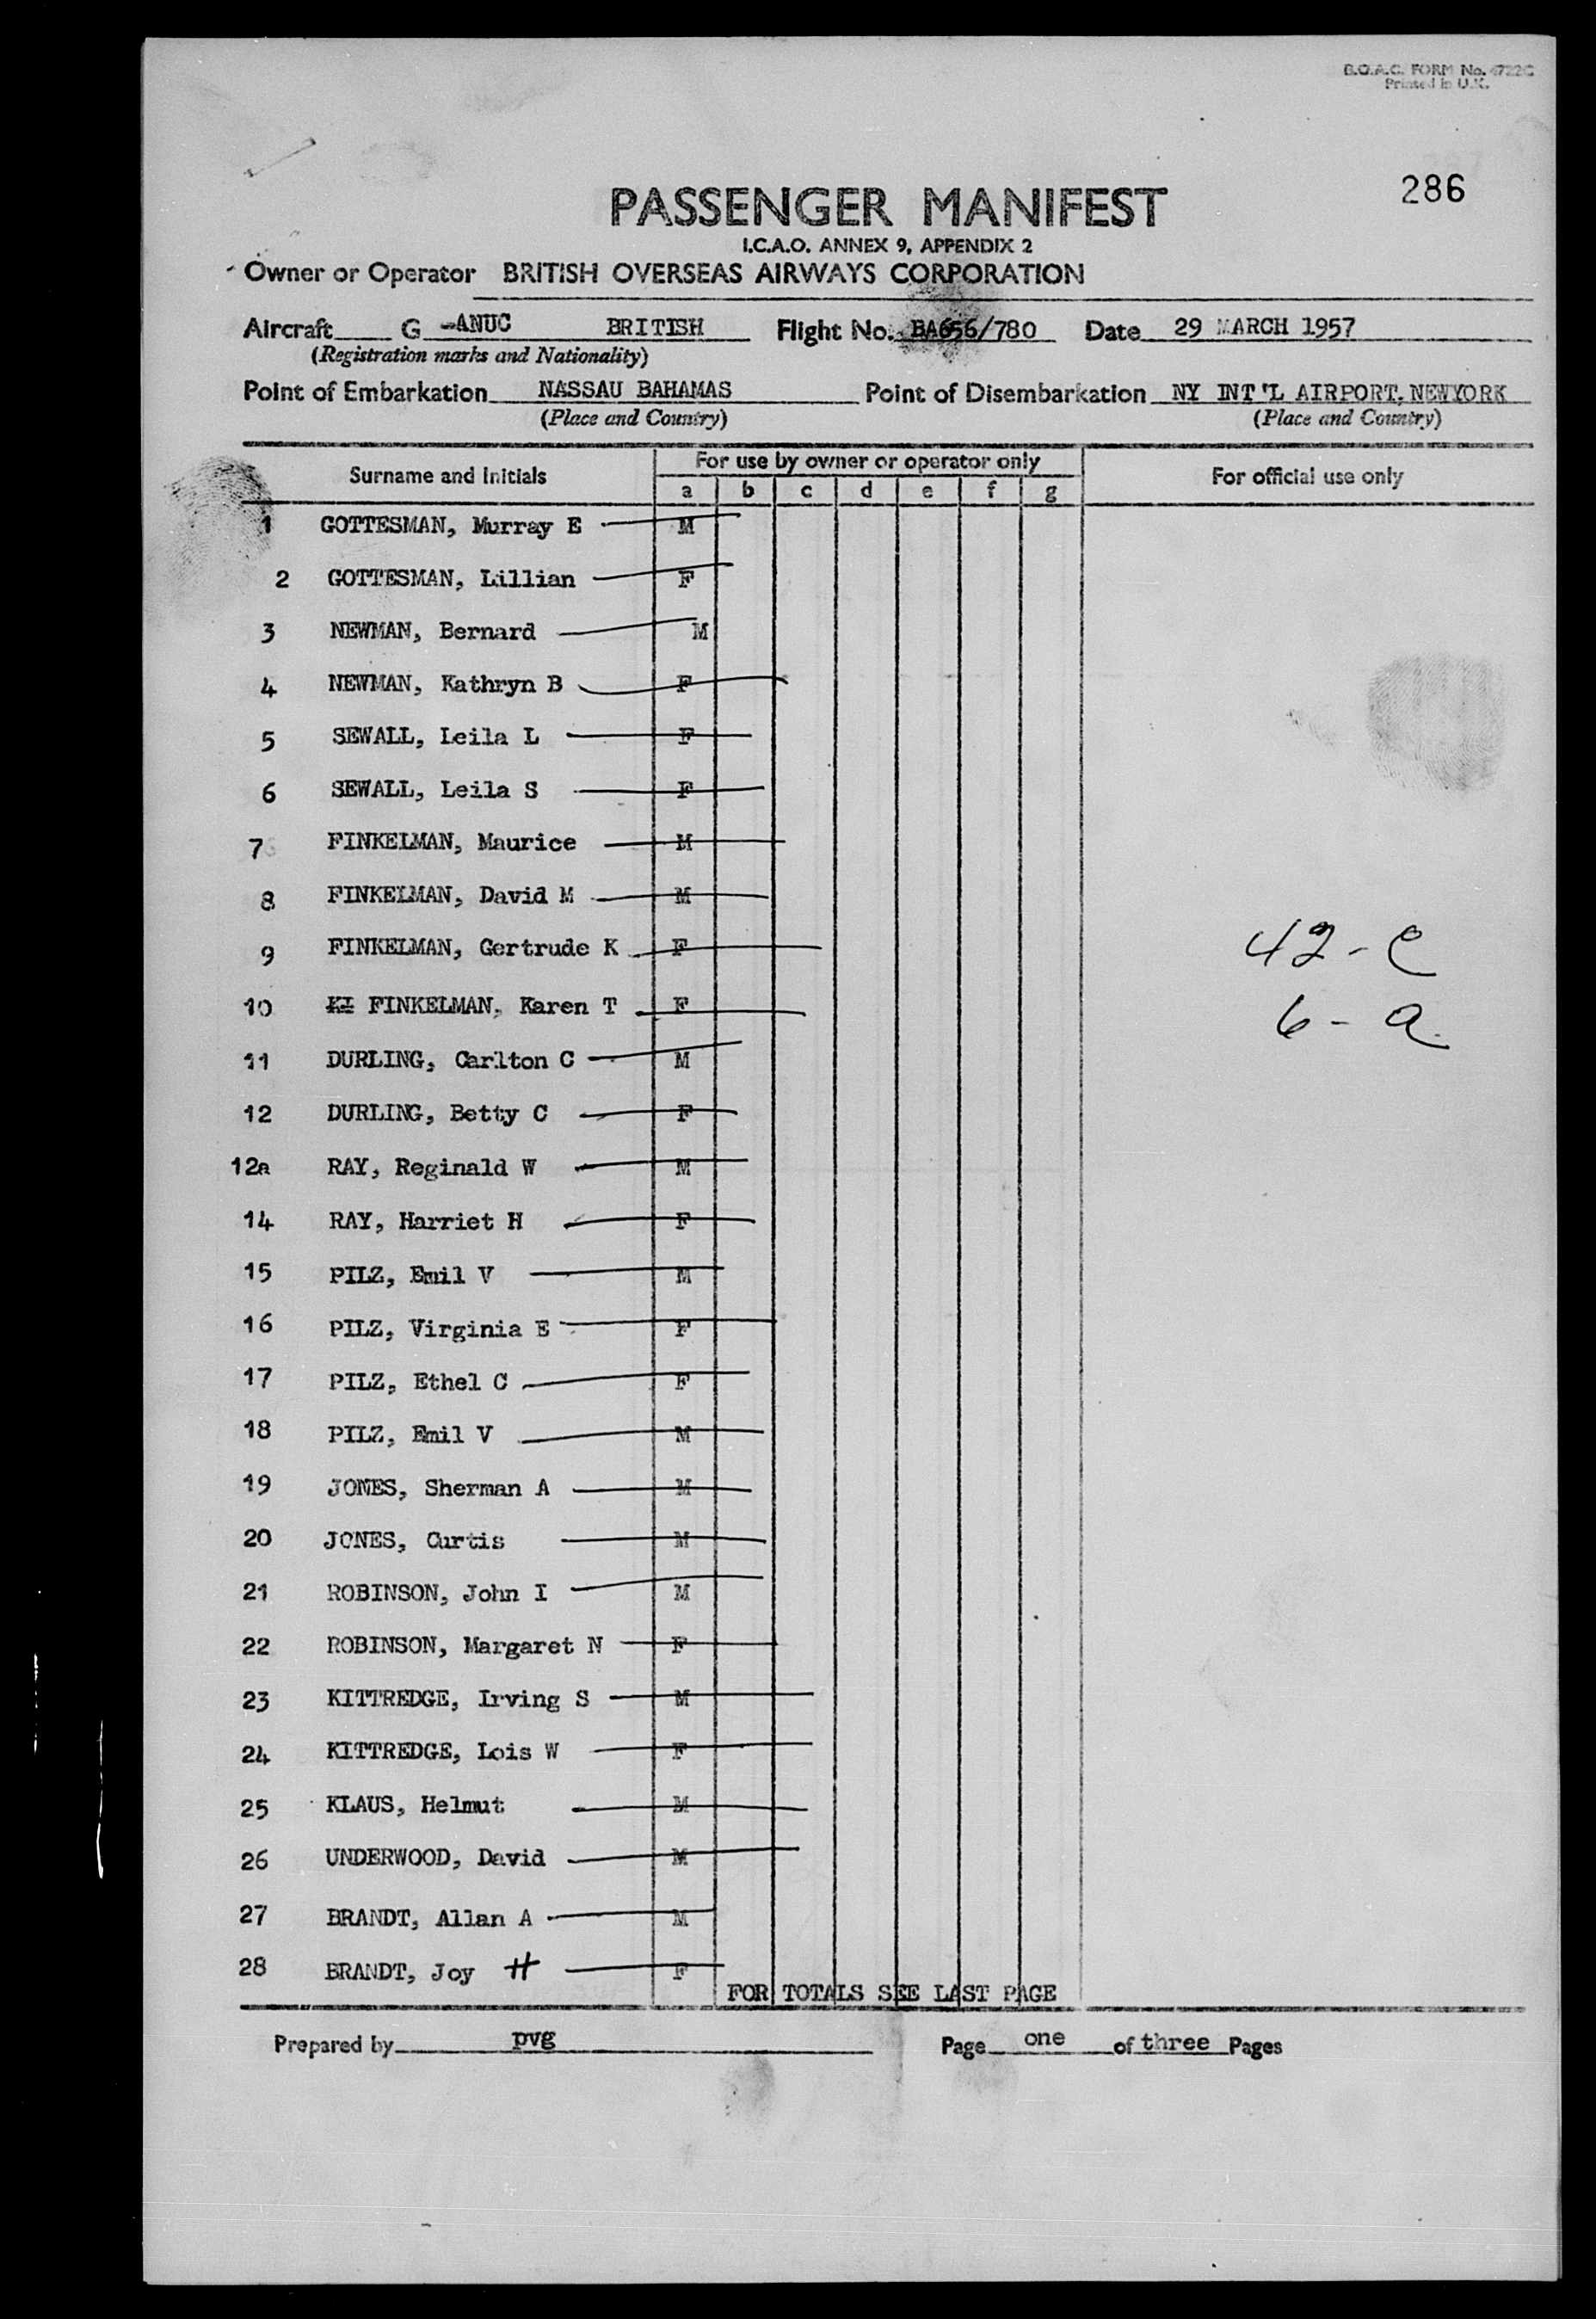 B.O.A.C. FORM No.
Printed in U.K.
286
PASSENGER MANIFEST
I.C.A.O. ANNEX 9, APPENDIX 2
Owner or Operator BRITISH OVERSEAS AIRWAYS CORPORATION
Aircraft G -ANUC BRITISH Flight No. BA656/780 Date 29 MARCH 1957
(Registration marks and Nationality)
Point of Embarkation NASSAU BAHAMAS Point of Disembarkation NY INT'L AIRPORT, NEWYORK
(Place and Country) (Place and Country)
Surname and Initials For use by owner or operator only For official use only
a b c d e f g
1 GOTTESMAN, Murray E M
2 GOTTESMAN, Lillian F
3 NEWMAN, Bernard M
4 NEWMAN, Kathryn B F
5 SEWALL, Leila L F
6 SEWALL, Leila S F
7 FINKELMAN, Maurice M
8 FINKELMAN, David M M
9 FINKELMAN, Gertrude K F
42 - c
10 KI FINKELMAN, Karen T F
6 - a
11 DURLING, Carlton C M
12 DURLING, Betty C F
12a RAY, Reginald W M
14 RAY, Harriet H F
15 PILZ, Emil V M
16 PILZ, Virginia E F
17 PILZ, Ethel C F
18 PILZ, Emil V M
19 JONES, Sherman A M
20 JONES, Curtis M
21 ROBINSON, John I M
22 ROBINSON, Margaret N F
23 KITTREDGE, Irving S M
24 KITTREDGE, Lois W F
25 KLAUS, Helmut M
26 UNDERWOOD, David M
27 BRANDT, Allan A M
28 BRANDT, Joy H F
FOR TOTALS SEE LAST PAGE
Prepared by pvg Page one of three Pages